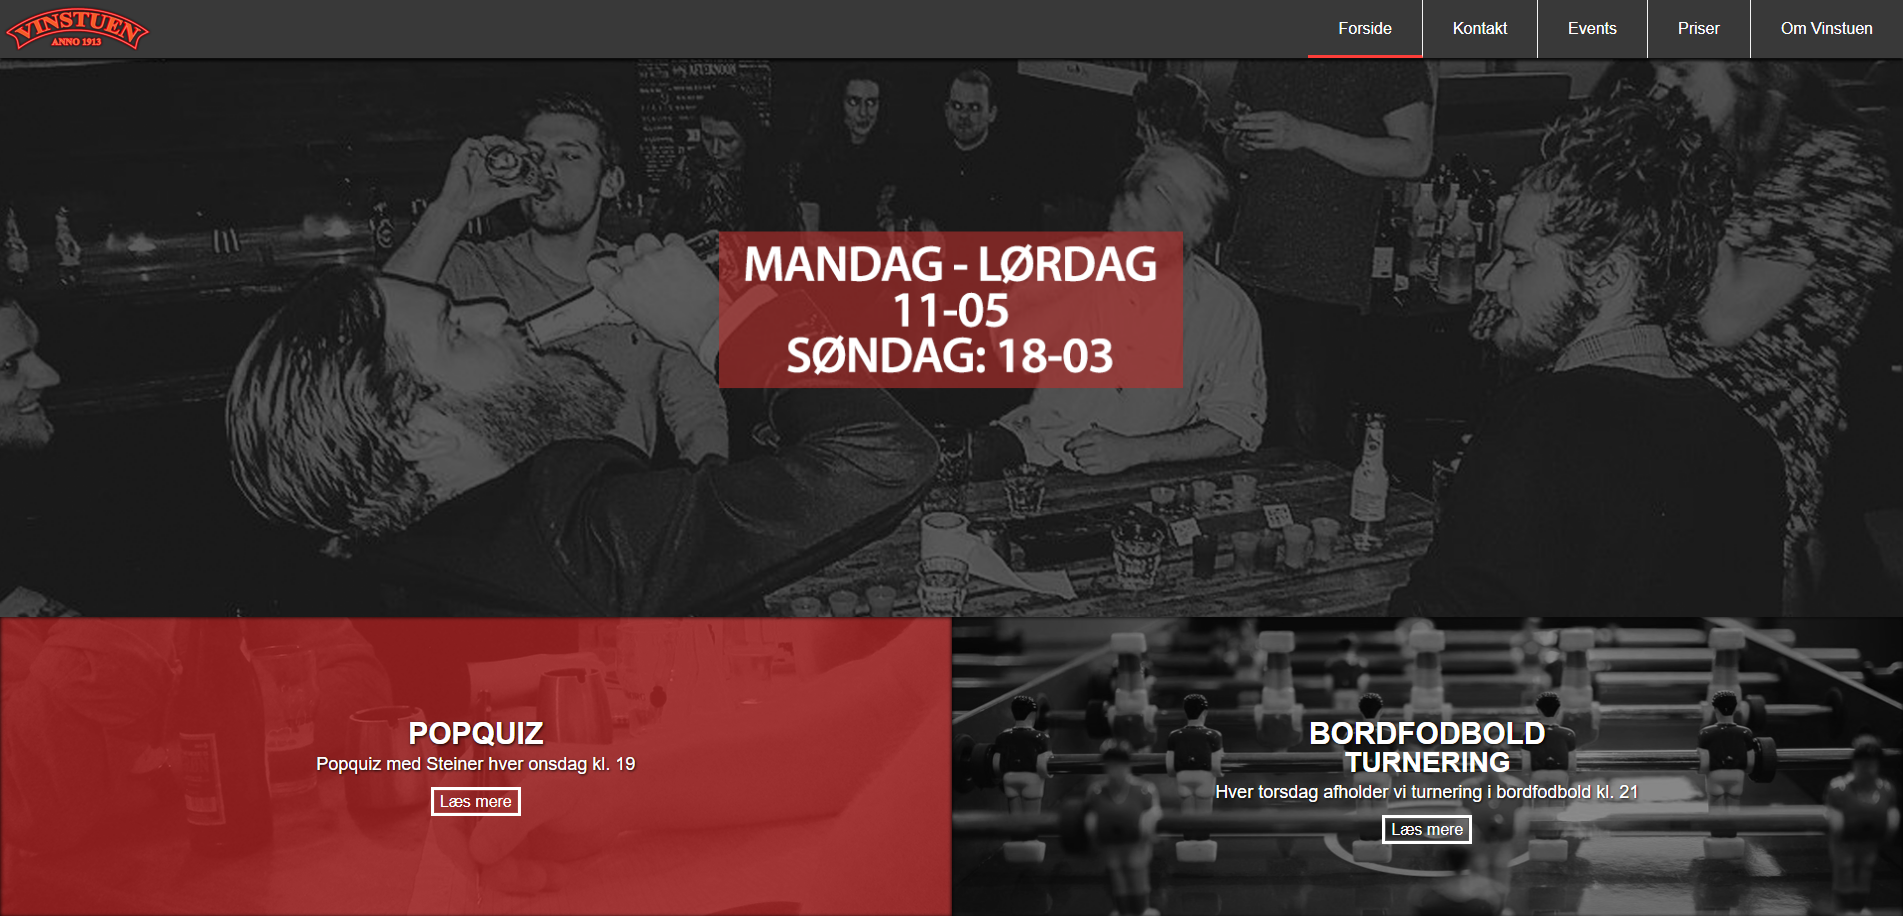 VINSTUEN
ANNO 1913
Forside
Kontakt
Events
Priser
Om Vinstuen
AFTERNOON
MANDAG - LØRDAG
11-05
SØNDAG: 18-03
POPQUIZ
Popquiz med Steiner hver onsdag kl. 19
Læs mere
BORDFODBOLD
TURNERING
Hver torsdag afholder vi turnering i bordfodbold kl. 21
Læs mere